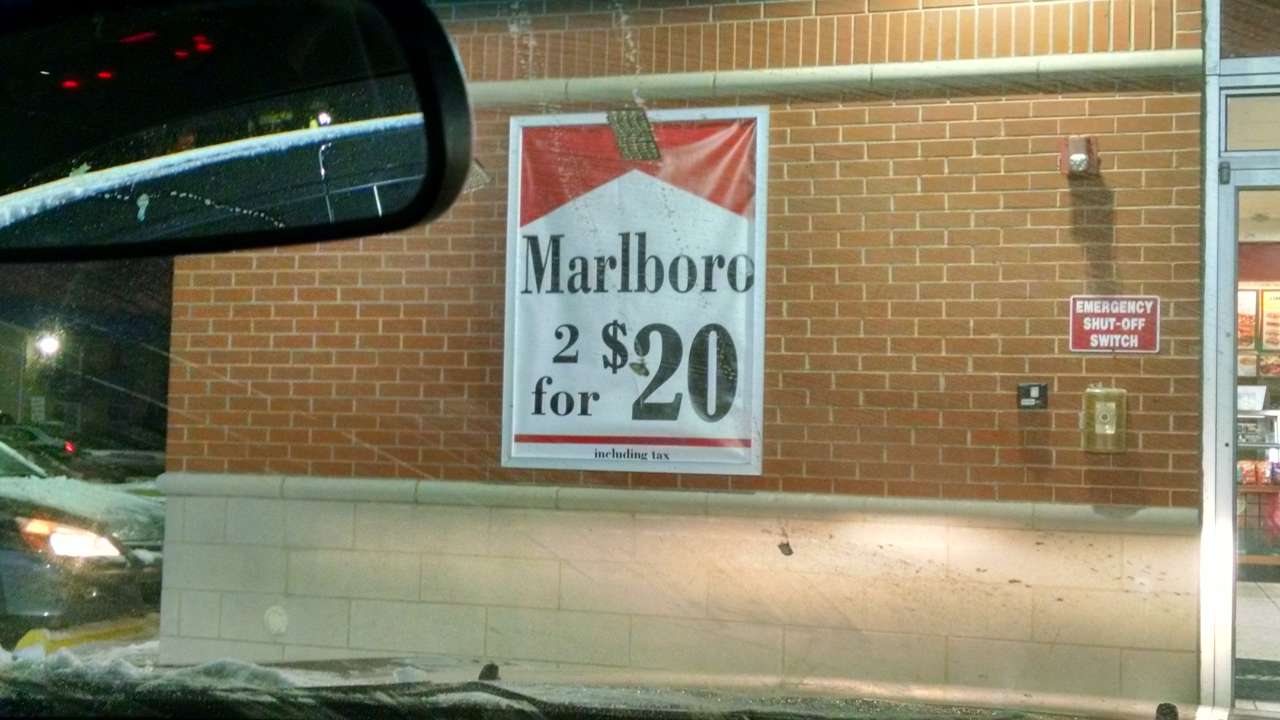 Marlboro
2 for $20
including tax
EMERGENCY
SHUT-OFF
SWITCH